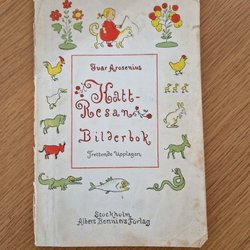 Ivar Arosenius
Katt-
Resan
Bilderbok
Trettonde Upplagan
Stockholm
Albert Bonniers Förlag